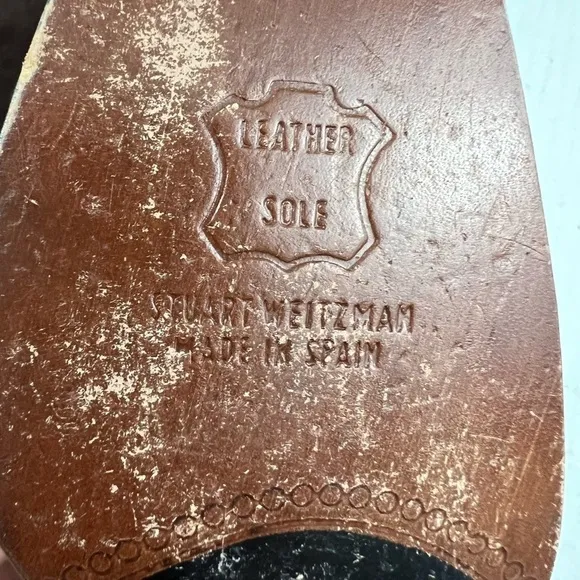 LEATHER
SOLE
STUART WEITZMAN
MADE IN SPAIN